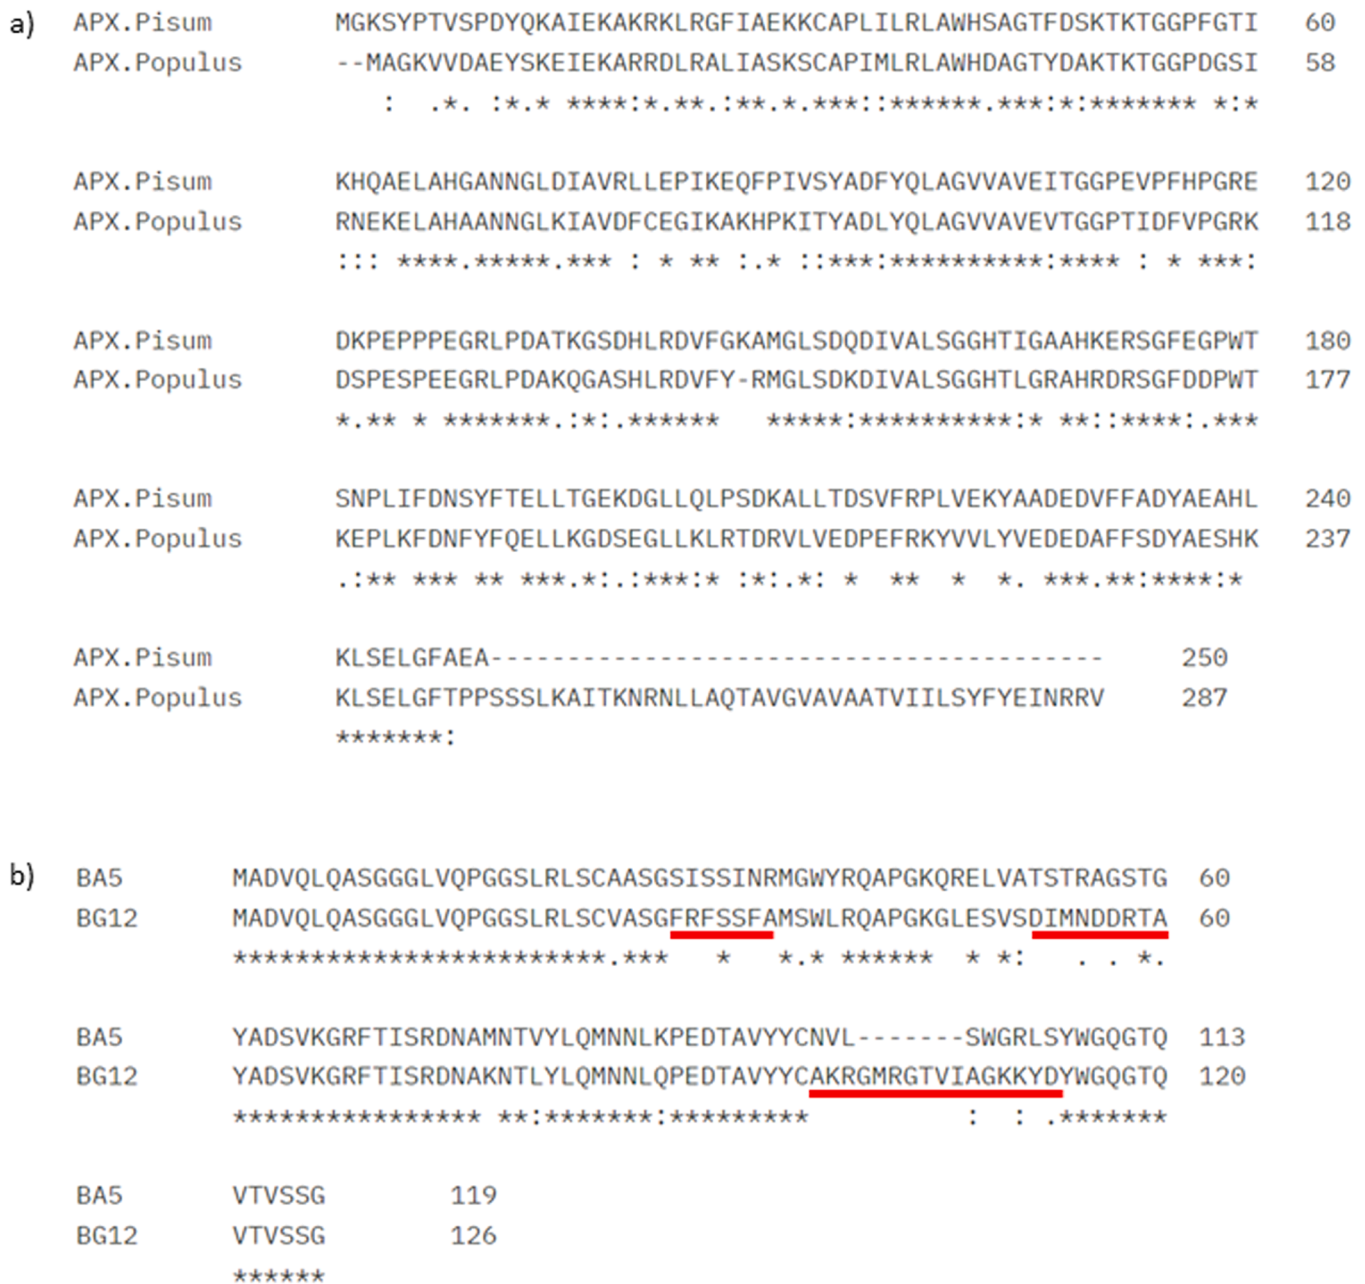 a) APX.Pisum MGKSYPTVSPDYQKAIEKAKRKLRGFIAEKKCAPLILRLAWHSAGTFDSKTKTGGPFGTI 60
APX.Populus --MAGKVVDAEYSKEIEKARRDLRALIASKSCAPIMLRLAWHDAGTYDAKTKTGGPDGSI 58
: .*. :*.* ****:*.**.:**.*.***::******.***:*:******* *:*
APX.Pisum KHQAELAHGANNGLDIAVRLLEPIKEQFPIVSYADFYQLAGVVAVEITGGPEVPFHPGRE 120
APX.Populus RNEKELAHAANNGLKIAVDFCEGIKAKHPKITYADLYQLAGVVAVEVTGGPTIDFVPGRK 118
::: ****.*****.*** : * ** :.* ::***:**********:**** : * ***:
APX.Pisum DKPEPPPEGRLPDATKGSDHLRDVFGKAMGLSDQDIVALSGGHTIGAAHKERSGFEGPWT 180
APX.Populus DSPESPEEGRLPDAKQGASHLRDVFY-RMGLSDKDIVALSGGHTLGRAHRDRSGFDDPWT 177
*.** * *******.:*:.****** *****:**********:* **::****:.***
APX.Pisum SNPLIFDNSYFTELLTGEKDGLLQLPSDKALLTDSVFRPLVEKYAADEDVFFADYAEAHL 240
APX.Populus KEPLKFDNFYFQELLKGDSEGLLKLRTDRVLVEDPEFRKYVVLYVEDEDAFFSDYAESHK 237
.:** *** ** ***.*:.:***:* :*:.*: * ** * *. ***.**:****:*
APX.Pisum KLSELGFAEA---------------------------------------- 250
APX.Populus KLSELGFTPPSSSLKAITKNRNLLAQTAVGVAVAATVIILSYFYEINRRV 287
*******:
b) BA5 MADVQLQASGGGLVQPGGSLRLSCAASGSISSINRMGWYRQAPGKQRELVATSTRAGSTG 60
BG12 MADVQLQASGGGLVQPGGSLRLSCVASGFRFSSFAMSWLRQAPGKGLESVSDIMNDDRTA 60
************************.*** * *.* ****** * *: . . *.
BA5 YADSVKGRFTISRDNAMNTVYLQMNNLKPEDTAVYYCNVL-------SWGRLSYWGQGTQ 113
BG12 YADSVKGRFTISRDNAKNTLYLQMNNLQPEDTAVYYCAKRGMRGTVIAGKKYDYWGQGTQ 120
**************** **:*******:********* : : .*******
BA5 VTVSSG 119
BG12 VTVSSG 126
******